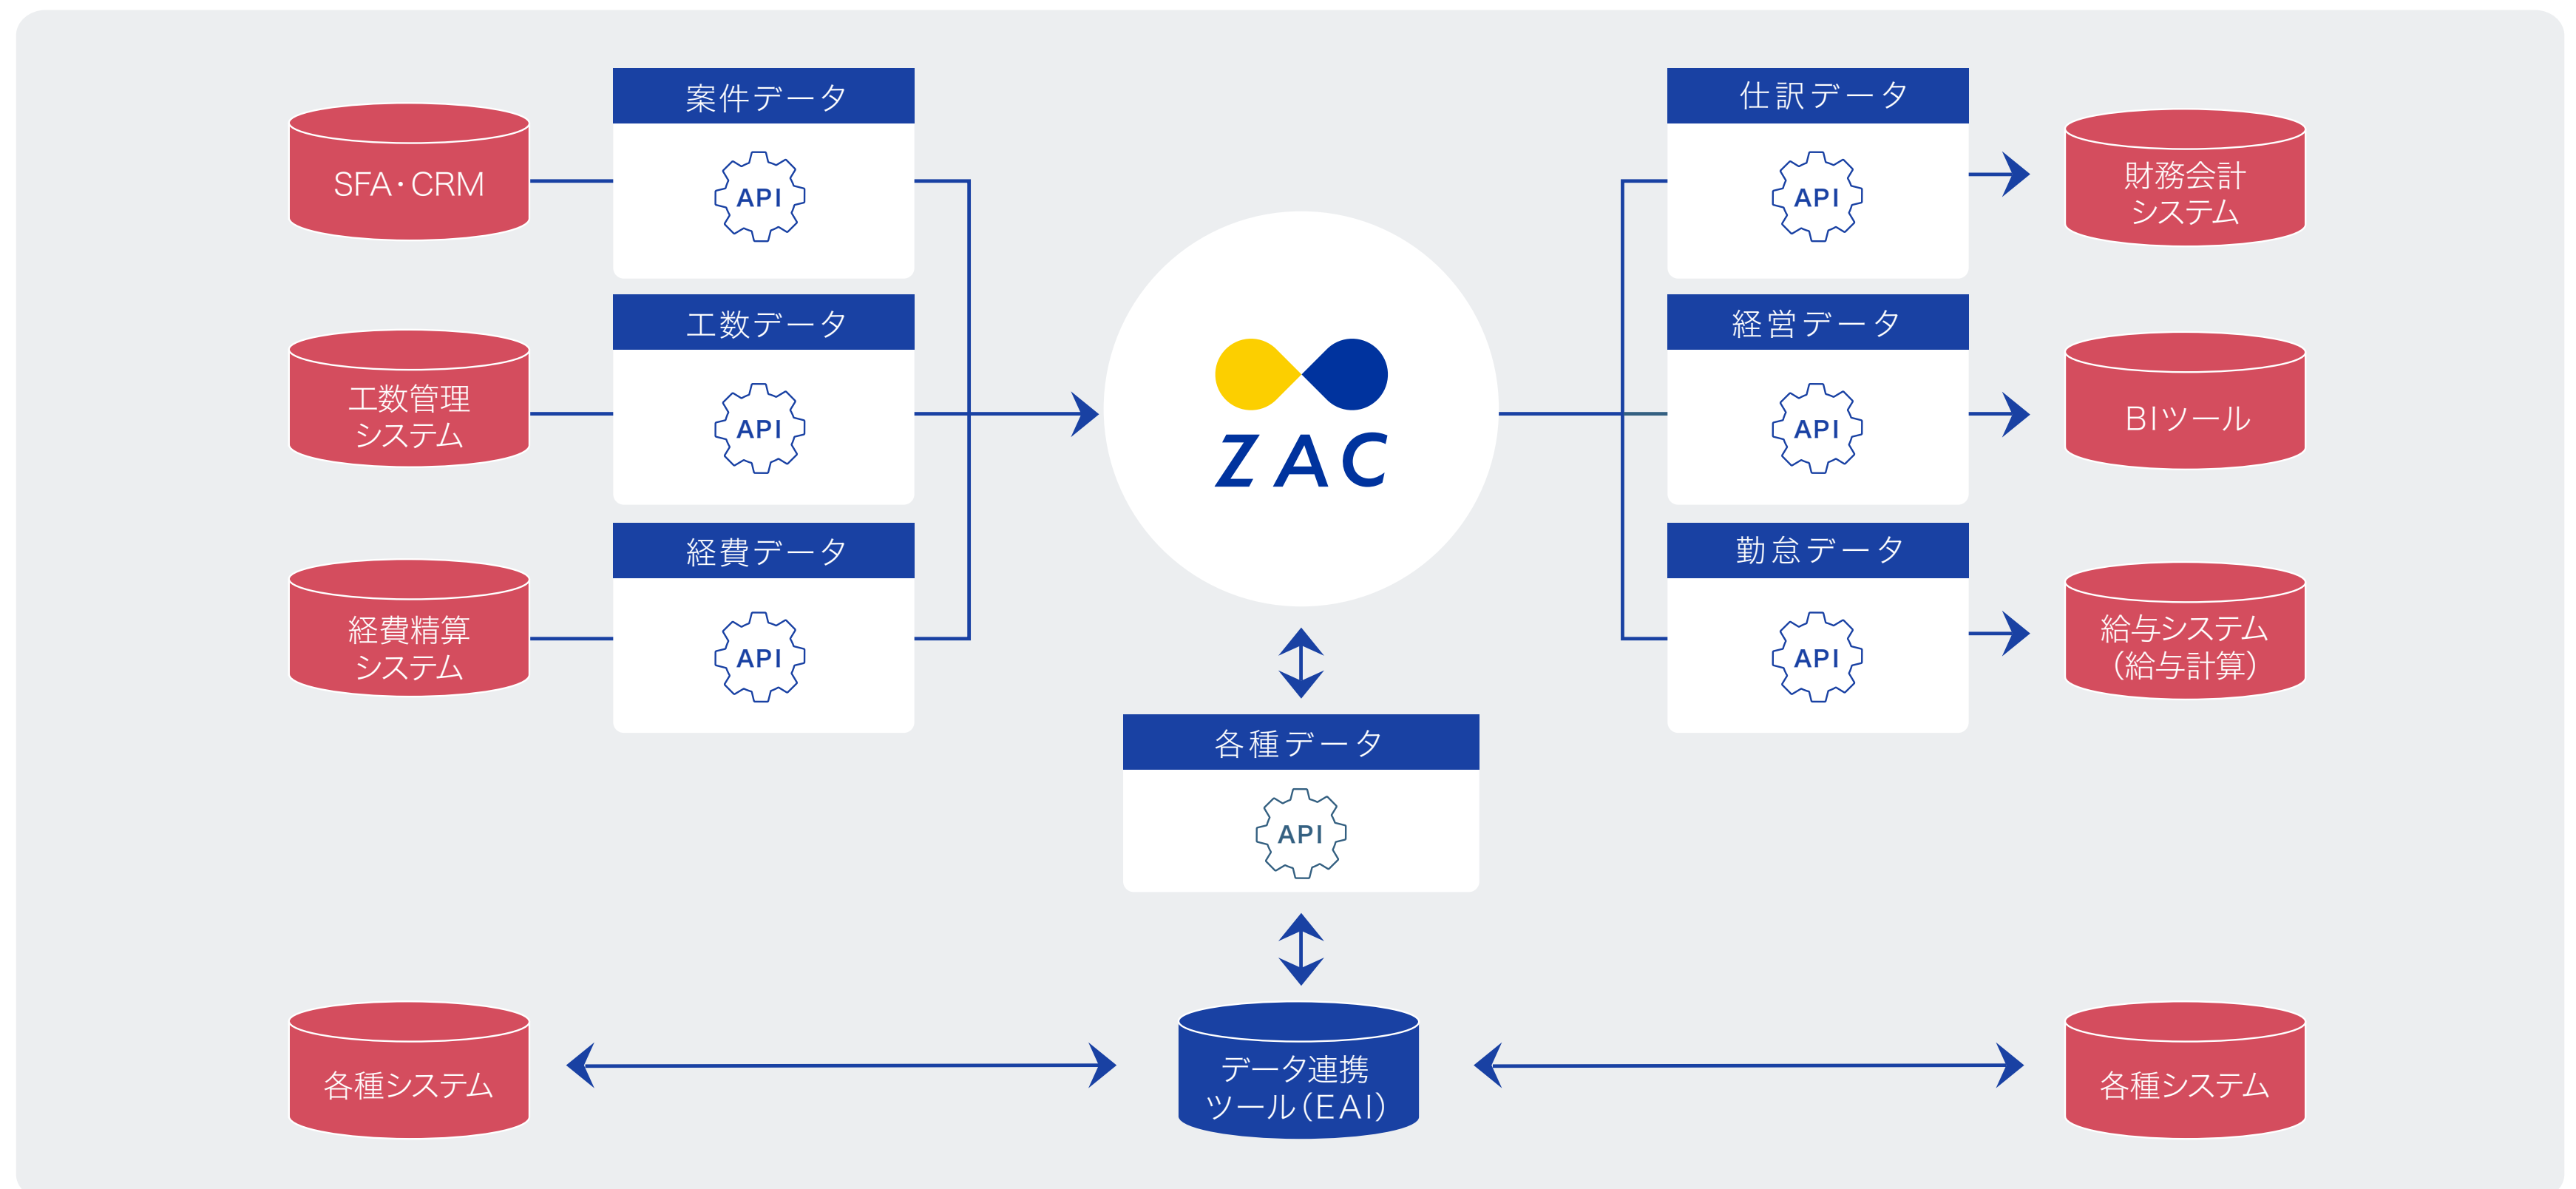 案件データ
SFA・CRM
API
工数データ
工数管理
システム
API
経費データ
経費精算
システム
API
ZAC
仕訳データ
API
財務会計
システム
経営データ
API
BIツール
勤怠データ
API
給与システム
（給与計算）
各種データ
API
各種システム
データ連携
ツール（EAI）
各種システム